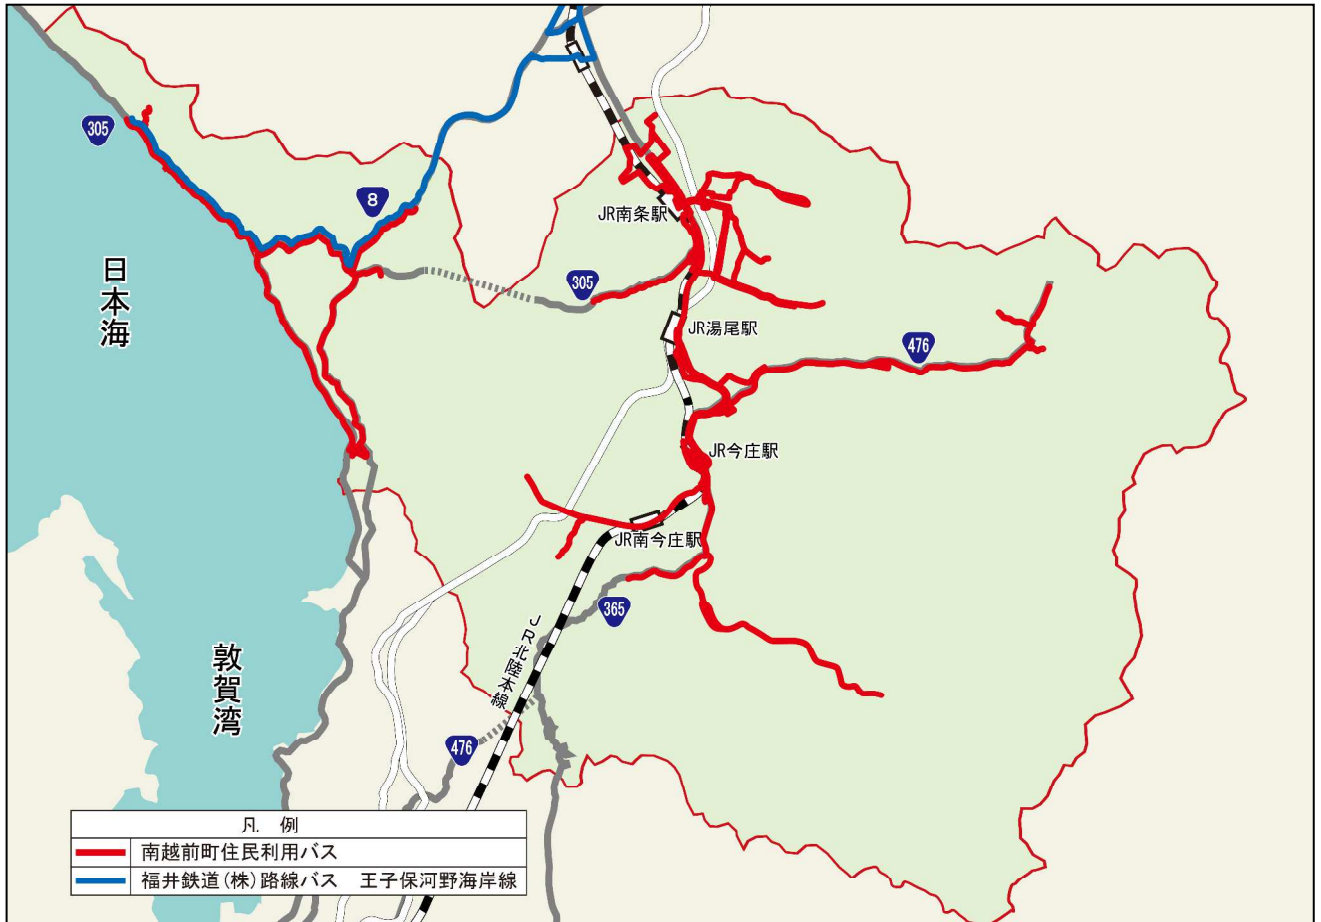 305
8
JR南条駅
日本海
305
JR湯尾駅
476
JR今庄駅
JR南今庄駅
365
JR北陸本線
敦賀湾
476
凡 例
南越前町住民利用バス
福井鉄道(株)路線バス 王子保河野海岸線